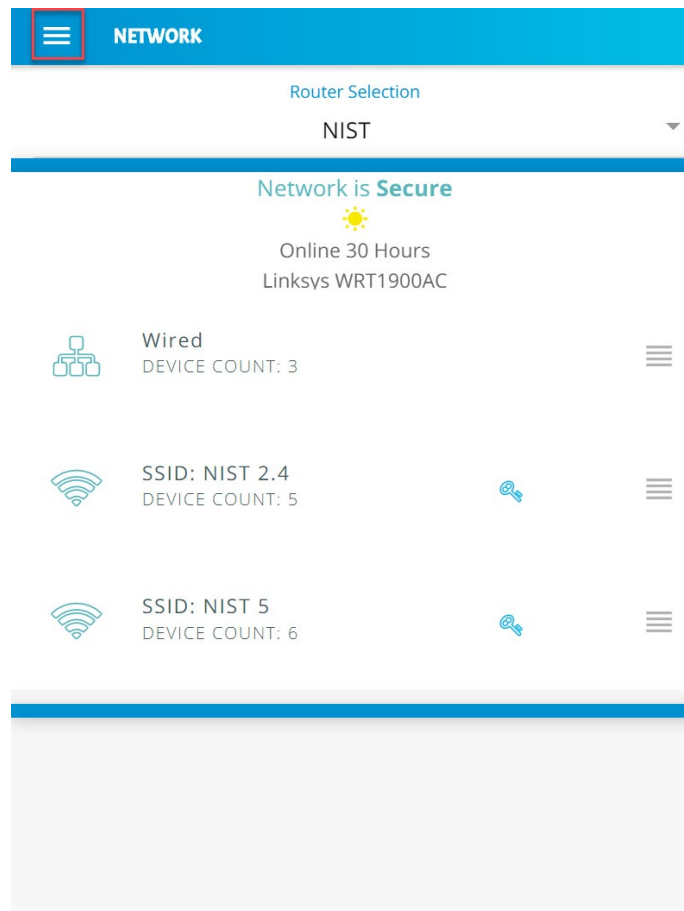 NETWORK
Router Selection
NIST
Network is Secure
Online 30 Hours
Linksys WRT1900AC
Wired
DEVICE COUNT: 3
SSID: NIST 2.4
DEVICE COUNT: 5
SSID: NIST 5
DEVICE COUNT: 6